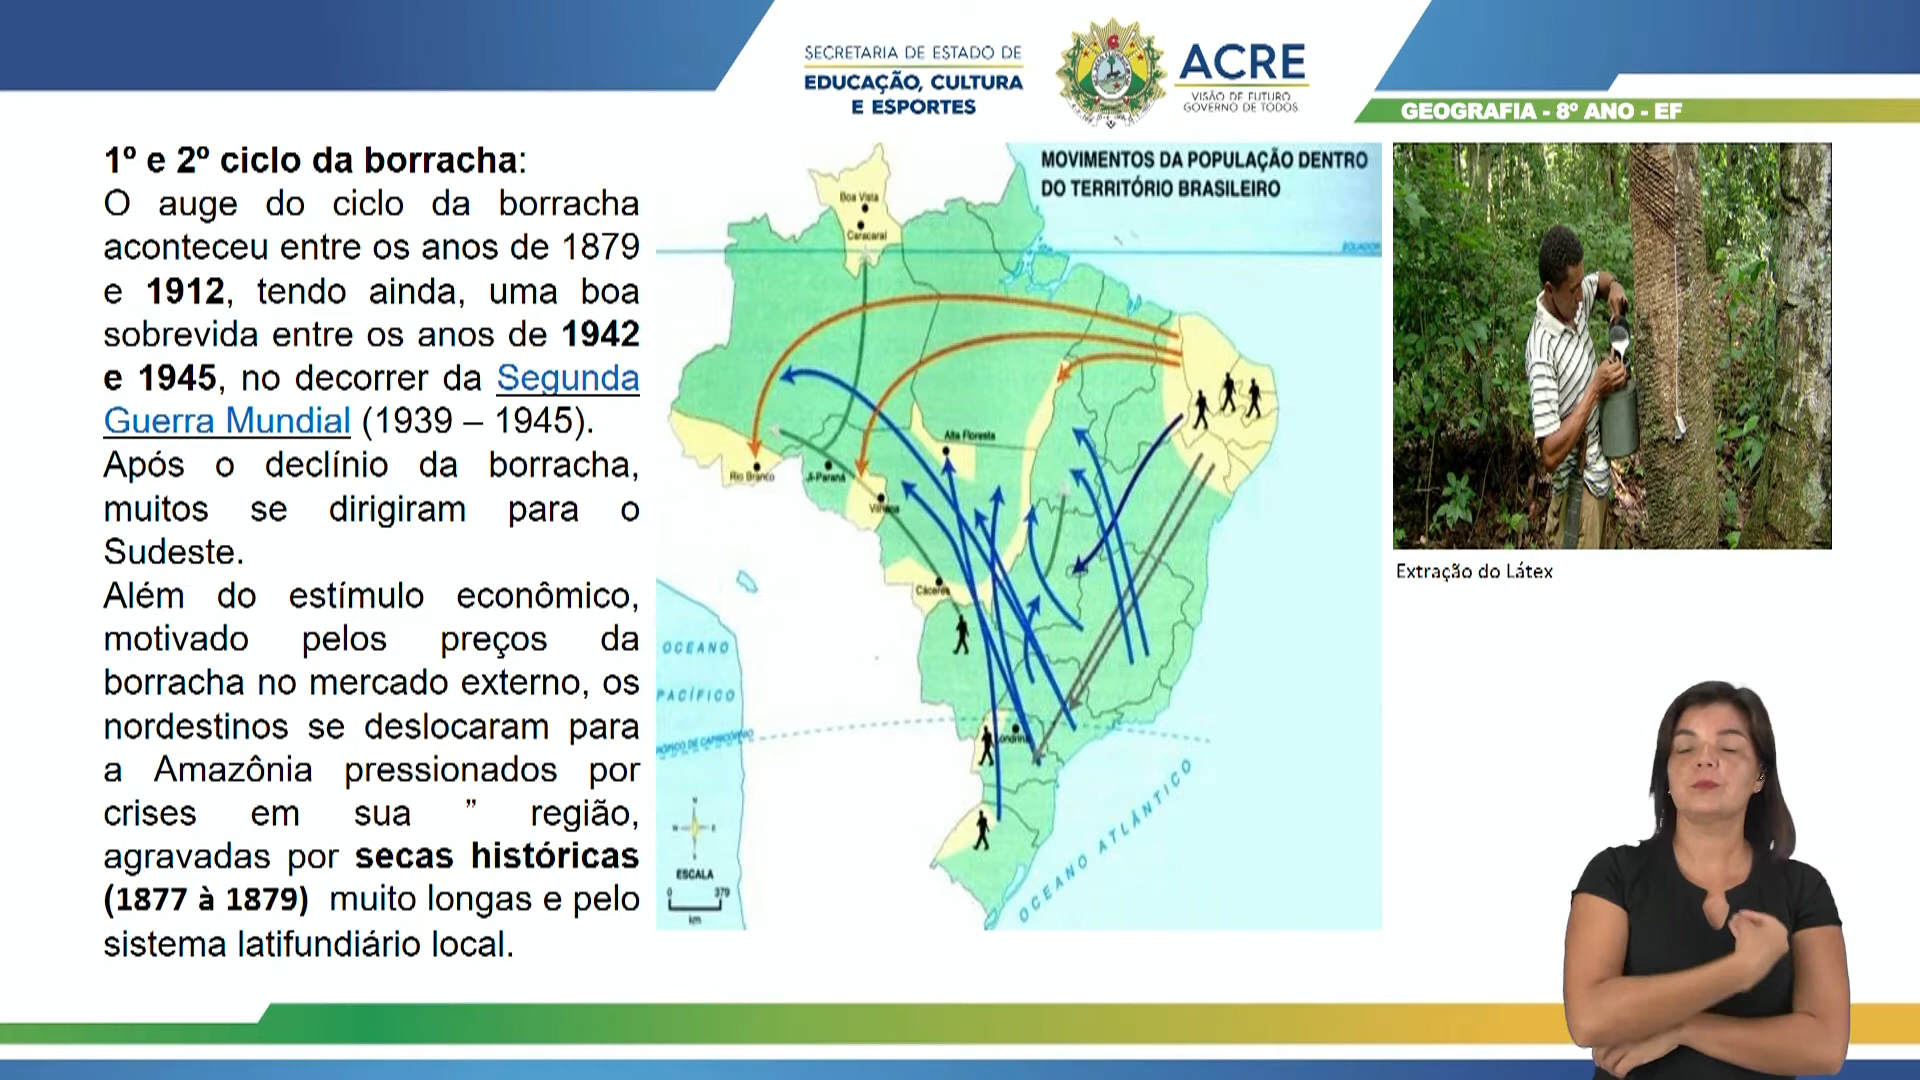 SECRETARIA DE ESTADO DE
EDUCAÇÃO, CULTURA
E ESPORTES
ACRE
VISÃO DE FUTURO
GOVERNO DE TODOS
GEOGRAFIA - 8º ANO - EF
1º e 2º ciclo da borracha:
O auge do ciclo da borracha
aconteceu entre os anos de 1879
e 1912, tendo ainda, uma boa
sobrevida entre os anos de 1942
e 1945, no decorrer da Segunda
Guerra Mundial (1939 – 1945).
Após o declínio da borracha,
muitos se dirigiram para o
Sudeste.
Além do estímulo econômico,
motivado pelos preços da
borracha no mercado externo, os
nordestinos se deslocaram para
a Amazônia pressionados por
crises em sua ” região,
agravadas por secas históricas
(1877 à 1879) muito longas e pelo
sistema latifundiário local.
MOVIMENTOS DA POPULAÇÃO DENTRO
DO TERRITÓRIO BRASILEIRO
Boa Vista
Caracaraí
EQUADOR
Alta Floresta
Rio Branco
Ji-Paraná
Vilhena
Cáceres
OCEANO
PACÍFICO
TRÓPICO DE CAPRICÓRNIO
Londrina
OCEANO ATLÂNTICO
ESCALA
0 379
km
Extração do Látex